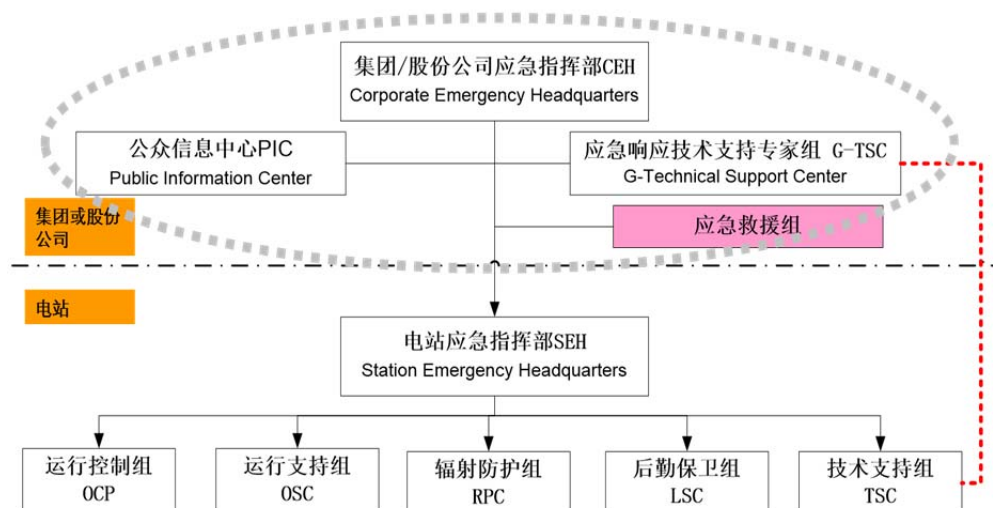 集团/股份公司应急指挥部CEH
Corporate Emergency Headquarters
公众信息中心PIC
Public Information Center
应急响应技术支持专家组 G-TSC
G-Technical Support Center
集团或股份
公司
应急救援组
电站
电站应急指挥部SEH
Station Emergency Headquarters
运行控制组
OCP
运行支持组
OSC
辐射防护组
RPC
后勤保卫组
LSC
技术支持组
TSC